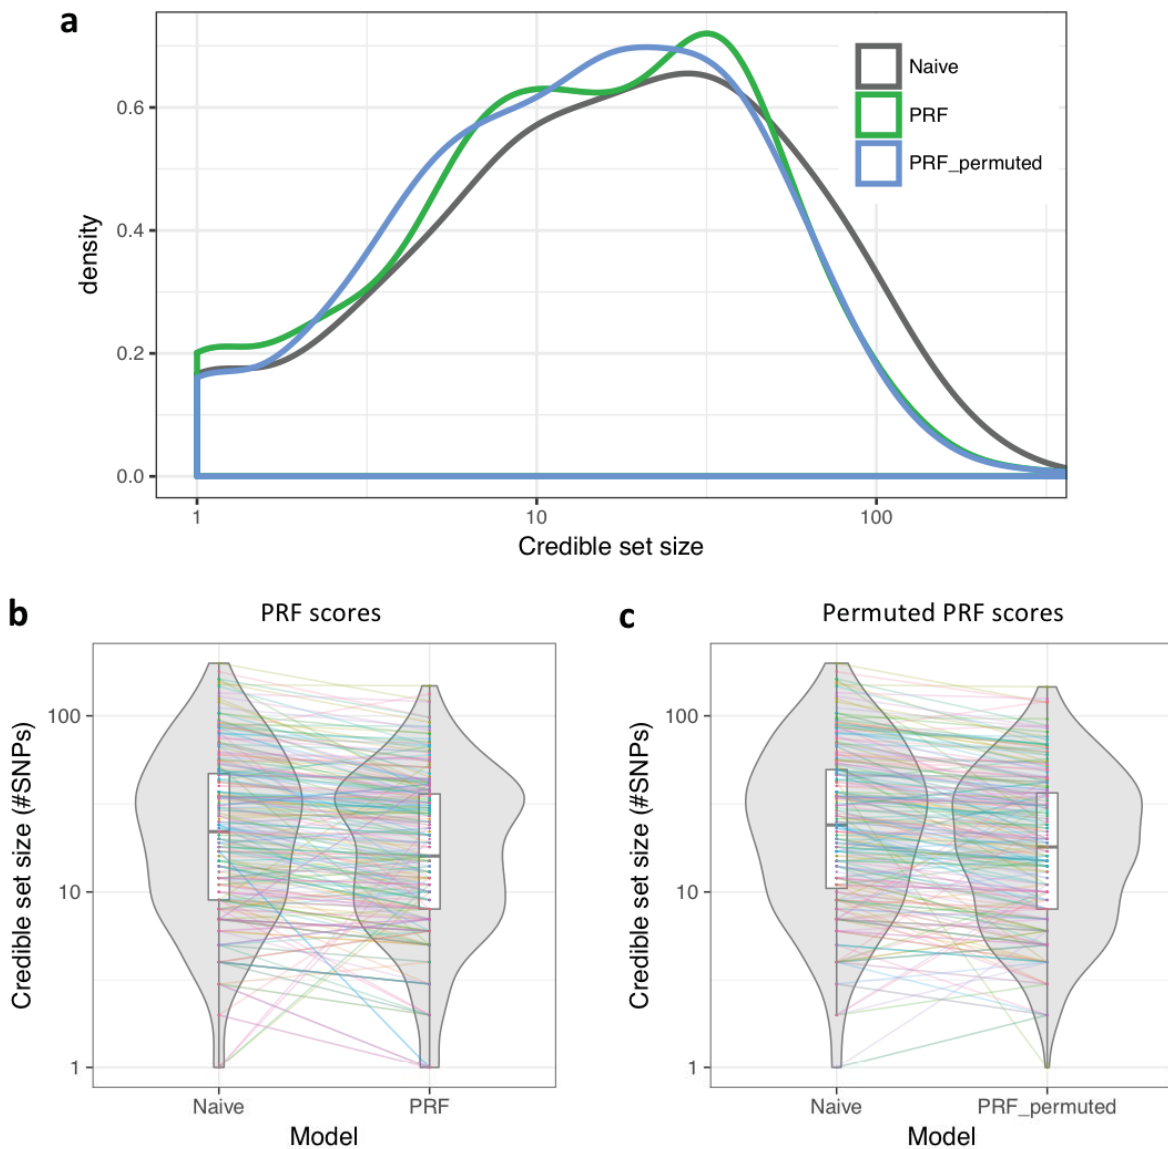 a
density
0.6
0.4
0.2
0.0
1 10 100
Credible set size
Naive
PRF
PRF_permuted
b
PRF scores
Credible set size (#SNPs)
100
10
1
Naive PRF
Model
c
Permuted PRF scores
Credible set size (#SNPs)
100
10
1
Naive PRF_permuted
Model